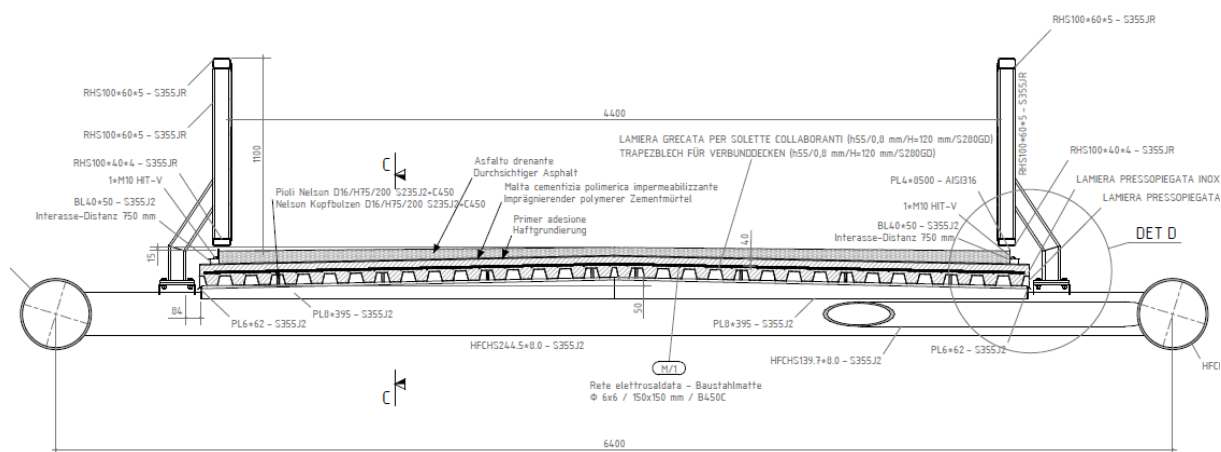 RHS100*60*5 - S355JR
RHS100*60*5 - S355JR
4400
RHS100*60*5 - S355JR
1100
RHS100*60*5 - S355JR
LAMIERA GRECATA PER SOLETTE COLLABORANTI (h55/0,8 mm/H=120 mm/S280GD)
TRAPEZBLECH FÜR VERBUNDDECKEN (h55/0,8 mm/H=120 mm/S280GD)
RHS100*40*4 - S355JR
RHS100*40*4 - S355JR
C
Asfalto drenante
Durchsichtiger Asphalt
1*M10 HIT-V
Pioli Nelson D16/H75/200 S235J2+C450
Nelson Kopfbolzen D16/H75/200 S235J2+C450
Malta cementizia polimerica impermeabilizzante
Imprägnierender polymerer Zementmörtel
PL4*8500 - AISI316
LAMIERA PRESSOPIEGATA INOX
LAMIERA PRESSOPIEGATA
BL40*50 - S355J2
Interasse-Distanz 750 mm
1*M10 HIT-V
Primer adesione
Haftgrundierung
BL40*50 - S355J2
Interasse-Distanz 750 mm
DET D
15
40
84
PL6*62 - S355J2
PL8*395 - S355J2
50
PL8*395 - S355J2
PL6*62 - S355J2
HFCHS244.5*8.0 - S355J2
HFCHS139.7*8.0 - S355J2
HFCH
M/1
Rete elettrosaldata - Baustahlmatte
Φ 6x6 / 150x150 mm / B450C
C
6400